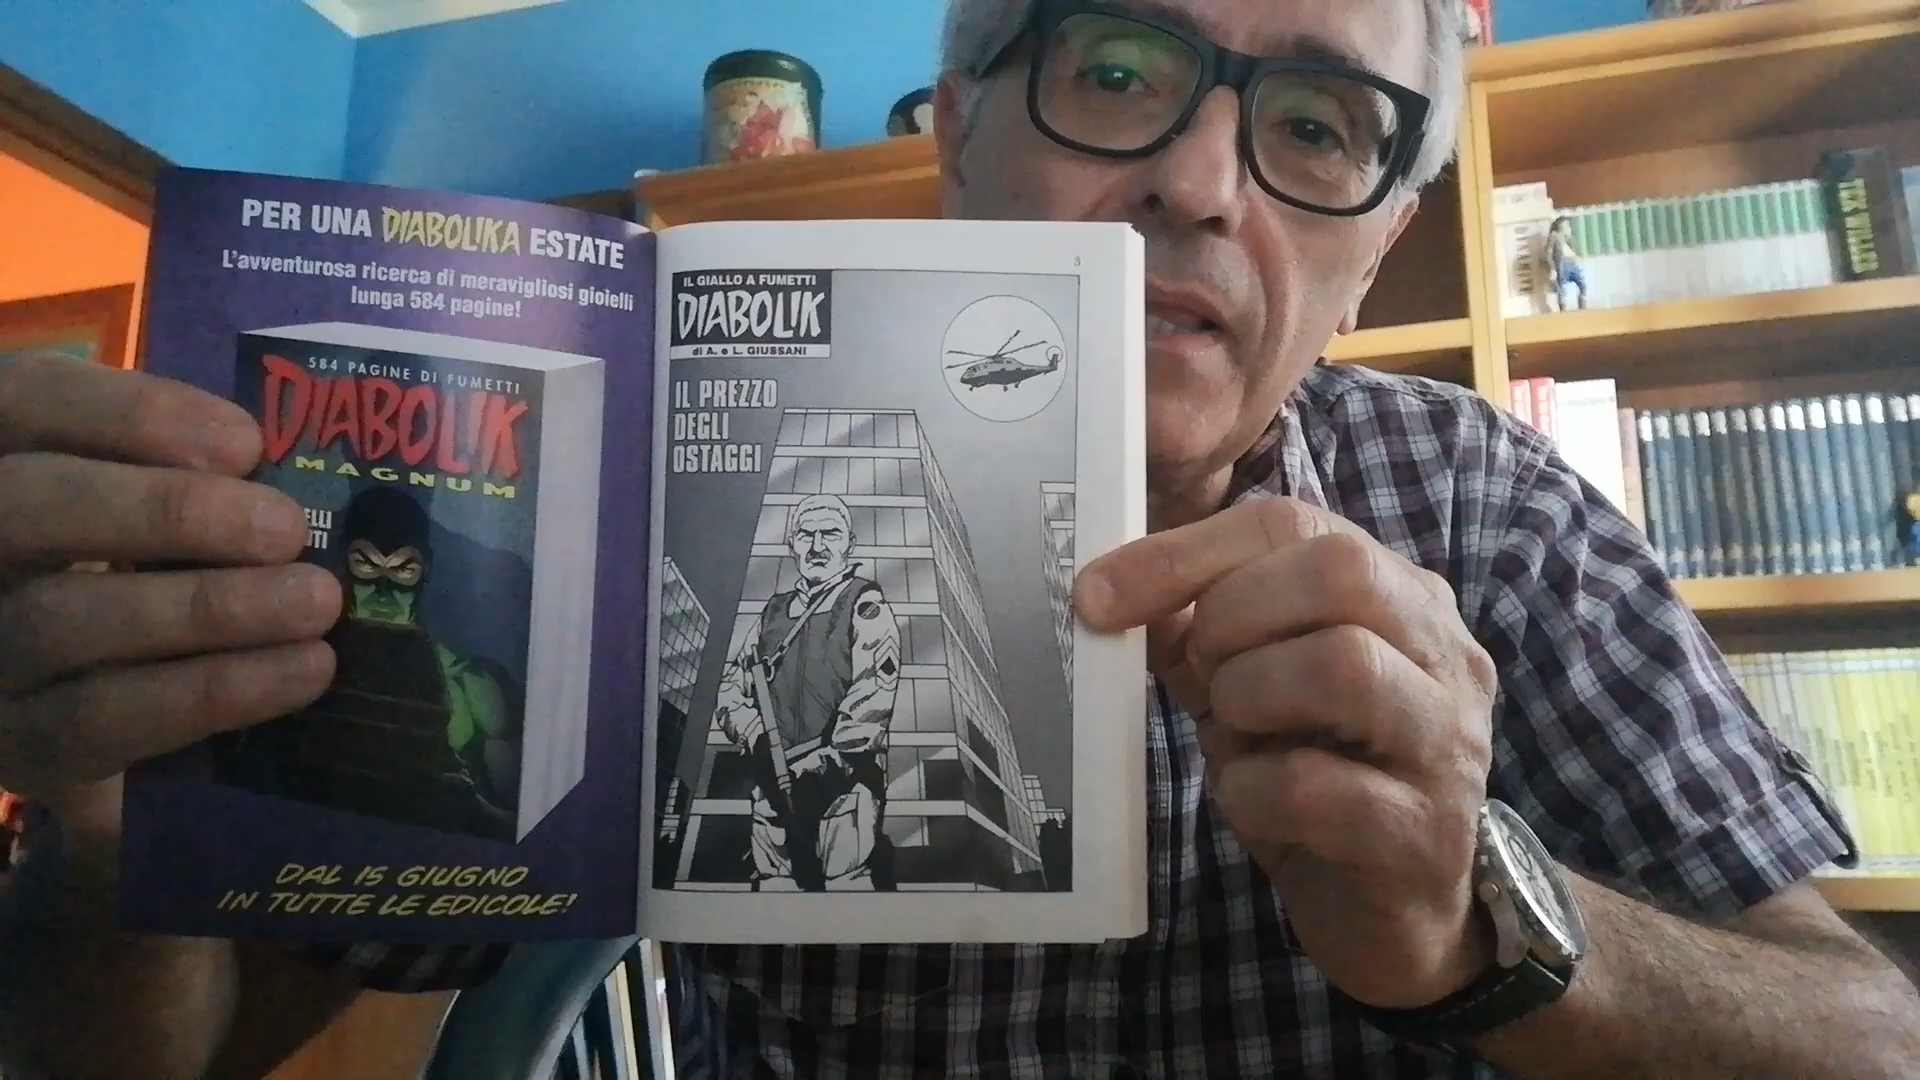 PER UNA DIABOLIKA ESTATE
L'avventurosa ricerca di meravigliosi gioielli
lunga 584 pagine!
584 PAGINE DI FUMETTI
DIABOLIK
MAGNUM
DAL 15 GIUGNO
IN TUTTE LE EDICOLE!
3
IL GIALLO A FUMETTI
DIABOLIK
di A. e L. GIUSSANI
IL PREZZO
DEGLI
OSTAGGI
TEX WILLER